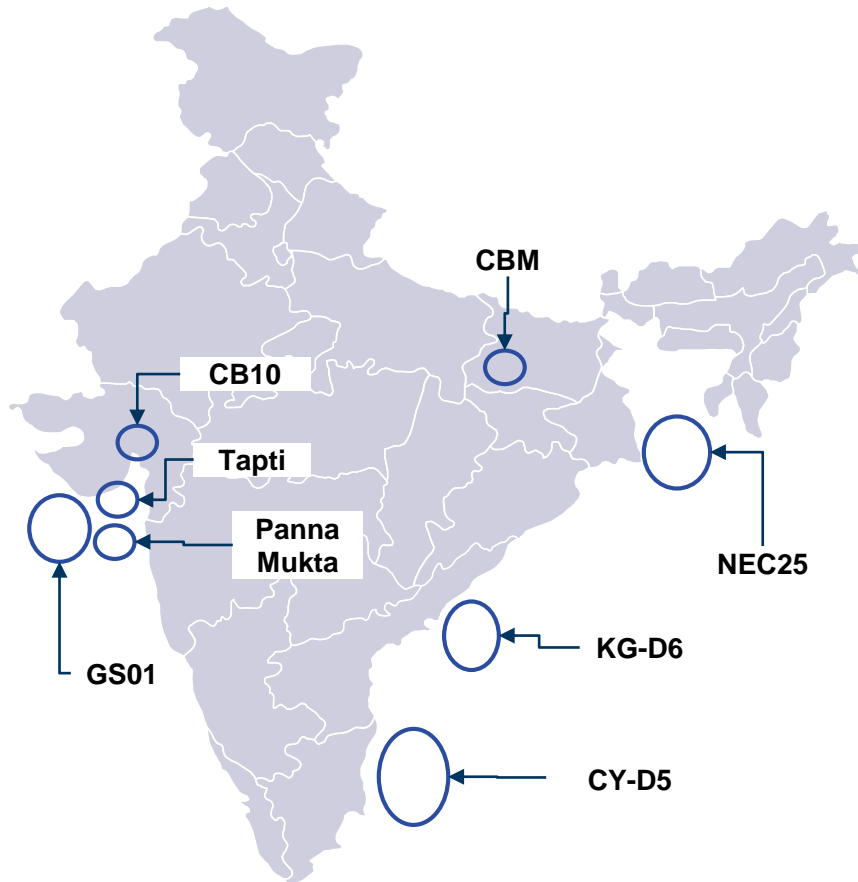 CBM
CB10
Tapti
Panna
Mukta
NEC25
KG-D6
GS01
CY-D5